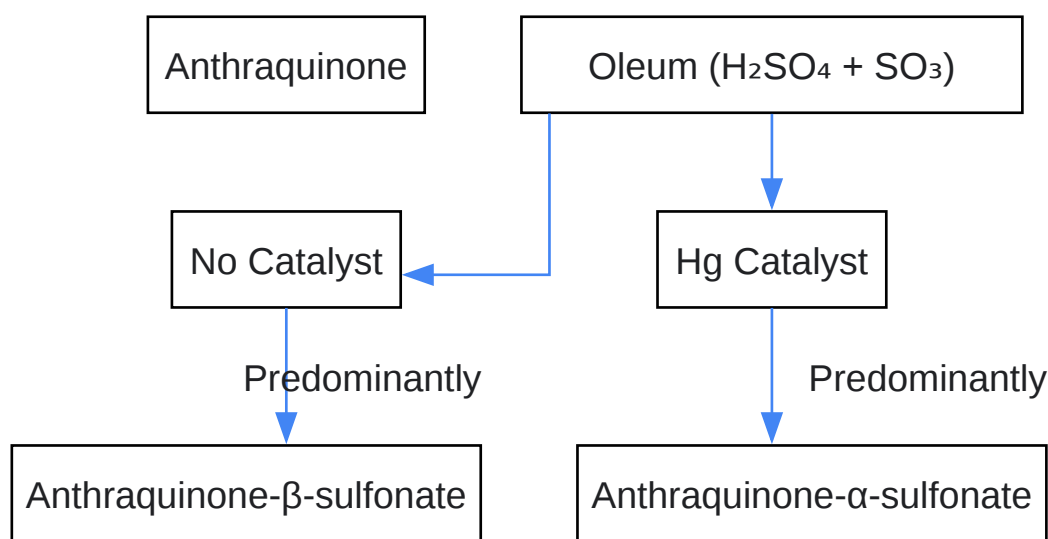 Anthraquinone
Oleum (H₂SO₄ + SO₃)
No Catalyst
Hg Catalyst
Predominantly
Predominantly
Anthraquinone-β-sulfonate
Anthraquinone-α-sulfonate